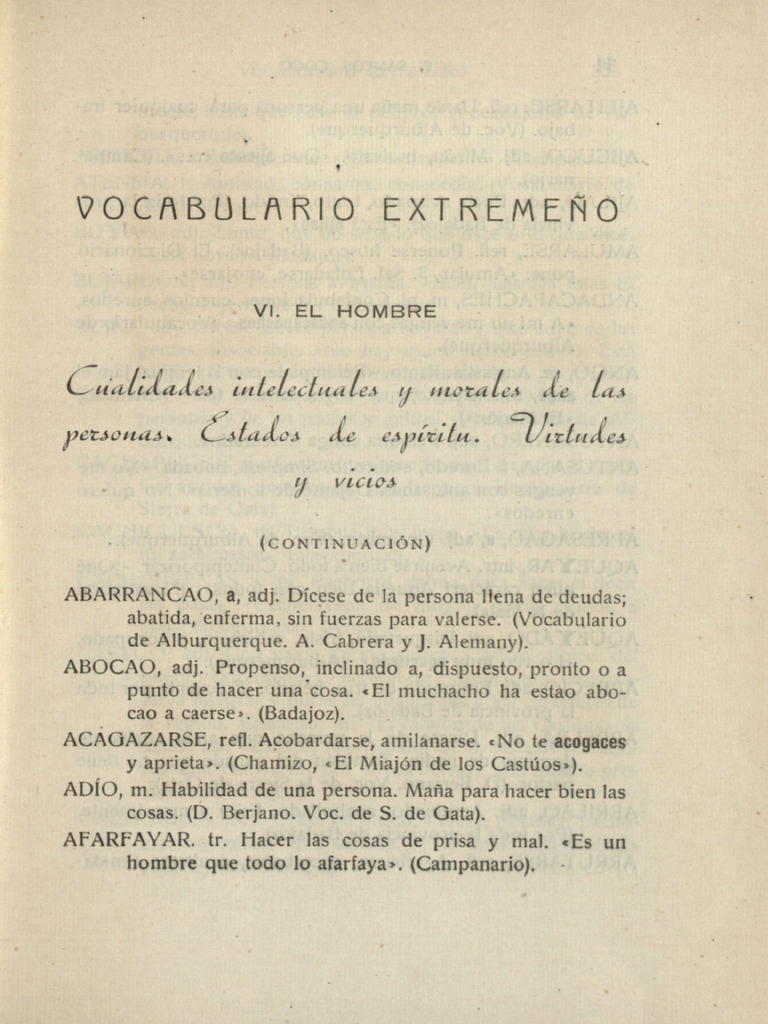 VOCABULARIO EXTREMEÑO
VI. EL HOMBRE
Cualidades intelectuales y morales de las
personas. Estados de espíritu. Virtudes
y vicios
(CONTINUACIÓN)
ABARRANCAO, a, adj. Dícese de la persona llena de deudas;
abatida, enferma, sin fuerzas para valerse. (Vocabulario
de Alburquerque. A. Cabrera y J. Alemany).
ABOCAO, adj. Propenso, inclinado a, dispuesto, pronto o a
punto de hacer una cosa. «El muchacho ha estao abo-
cao a caerse». (Badajoz).
ACAGAZARSE, refl. Acobardarse, amilanarse. «No te acogaces
y aprieta». (Chamizo, «El Miajón de los Castúos»).
ADÍO, m. Habilidad de una persona. Maña para hacer bien las
cosas. (D. Berjano. Voc. de S. de Gata).
AFARFAYAR. tr. Hacer las cosas de prisa y mal. «Es un
hombre que todo lo afarfaya». (Campanario).